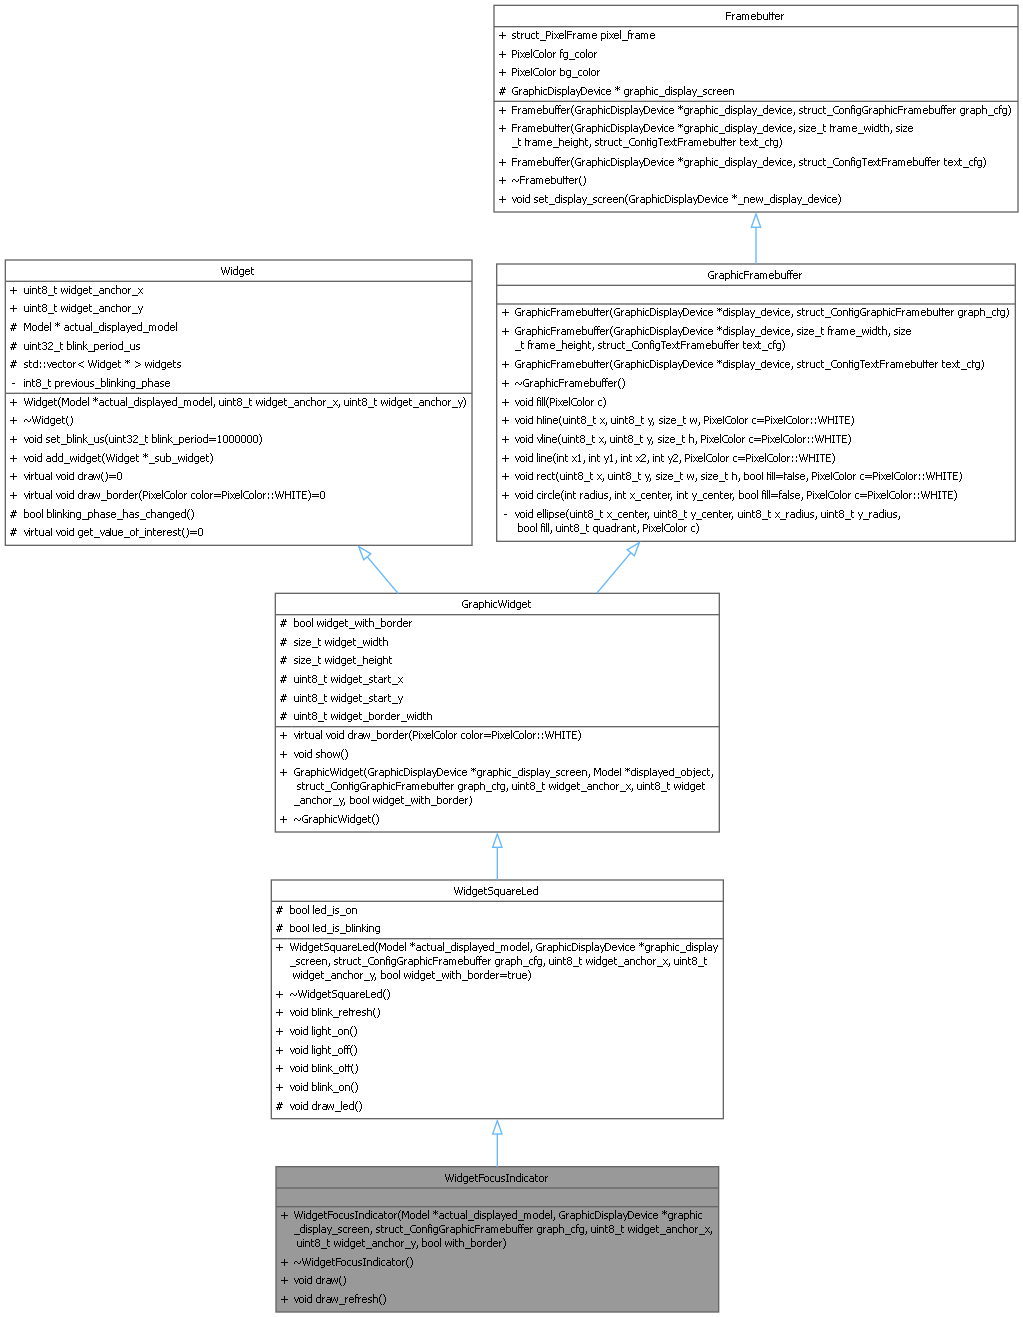 Framebuffer
+ struct_PixelFrame pixel_frame
+ PixelColor fg_color
+ PixelColor bg_color
# GraphicDisplayDevice * graphic_display_screen
+ Framebuffer(GraphicDisplayDevice *graphic_display_device, struct_ConfigGraphicFramebuffer graph_cfg)
+ Framebuffer(GraphicDisplayDevice *graphic_display_device, size_t frame_width, size
_t frame_height, struct_ConfigTextFramebuffer text_cfg)
+ Framebuffer(GraphicDisplayDevice *graphic_display_device, struct_ConfigTextFramebuffer text_cfg)
+ ~Framebuffer()
+ void set_display_screen(GraphicDisplayDevice *_new_display_device)
Widget
+ uint8_t widget_anchor_x
+ uint8_t widget_anchor_y
# Model * actual_displayed_model
# uint32_t blink_period_us
# std::vector< Widget * > widgets
- int8_t previous_blinking_phase
+ Widget(Model *actual_displayed_model, uint8_t widget_anchor_x, uint8_t widget_anchor_y)
+ ~Widget()
+ void set_blink_us(uint32_t blink_period=1000000)
+ void add_widget(Widget *_sub_widget)
+ virtual void draw()=0
+ virtual void draw_border(PixelColor color=PixelColor::WHITE)=0
# bool blinking_phase_has_changed()
# virtual void get_value_of_interest()=0
GraphicFramebuffer
+ GraphicFramebuffer(GraphicDisplayDevice *display_device, struct_ConfigGraphicFramebuffer graph_cfg)
+ GraphicFramebuffer(GraphicDisplayDevice *display_device, size_t frame_width, size
_t frame_height, struct_ConfigTextFramebuffer text_cfg)
+ GraphicFramebuffer(GraphicDisplayDevice *display_device, struct_ConfigTextFramebuffer text_cfg)
+ ~GraphicFramebuffer()
+ void fill(PixelColor c)
+ void hline(uint8_t x, uint8_t y, size_t w, PixelColor c=PixelColor::WHITE)
+ void vline(uint8_t x, uint8_t y, size_t h, PixelColor c=PixelColor::WHITE)
+ void line(int x1, int y1, int x2, int y2, PixelColor c=PixelColor::WHITE)
+ void rect(uint8_t x, uint8_t y, size_t w, size_t h, bool fill=false, PixelColor c=PixelColor::WHITE)
+ void circle(int radius, int x_center, int y_center, bool fill=false, PixelColor c=PixelColor::WHITE)
- void ellipse(uint8_t x_center, uint8_t y_center, uint8_t x_radius, uint8_t y_radius,
bool fill, uint8_t quadrant, PixelColor c)
GraphicWidget
# bool widget_with_border
# size_t widget_width
# size_t widget_height
# uint8_t widget_start_x
# uint8_t widget_start_y
# uint8_t widget_border_width
+ virtual void draw_border(PixelColor color=PixelColor::WHITE)
+ void show()
+ GraphicWidget(GraphicDisplayDevice *graphic_display_screen, Model *displayed_object,
struct_ConfigGraphicFramebuffer graph_cfg, uint8_t widget_anchor_x, uint8_t widget
_anchor_y, bool widget_with_border)
+ ~GraphicWidget()
WidgetSquareLed
# bool led_is_on
# bool led_is_blinking
+ WidgetSquareLed(Model *actual_displayed_model, GraphicDisplayDevice *graphic_display
_screen, struct_ConfigGraphicFramebuffer graph_cfg, uint8_t widget_anchor_x, uint8_t
widget_anchor_y, bool widget_with_border=true)
+ ~WidgetSquareLed()
+ void blink_refresh()
+ void light_on()
+ void light_off()
+ void blink_off()
+ void blink_on()
# void draw_led()
WidgetFocusIndicator
+ WidgetFocusIndicator(Model *actual_displayed_model, GraphicDisplayDevice *graphic
_display_screen, struct_ConfigGraphicFramebuffer graph_cfg, uint8_t widget_anchor_x,
uint8_t widget_anchor_y, bool with_border)
+ ~WidgetFocusIndicator()
+ void draw()
+ void draw_refresh()